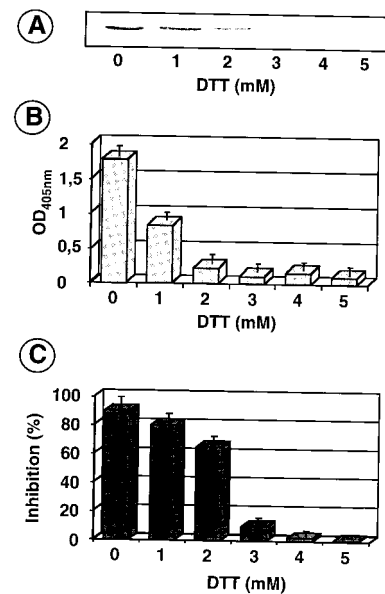 A
0 1 2 3 4 5
DTT (mM)
B
2
1,5
1
0,5
0
OD405nm
0 1 2 3 4 5
DTT (mM)
C
100
80
60
40
20
0
Inhibition (%)
0 1 2 3 4 5
DTT (mM)